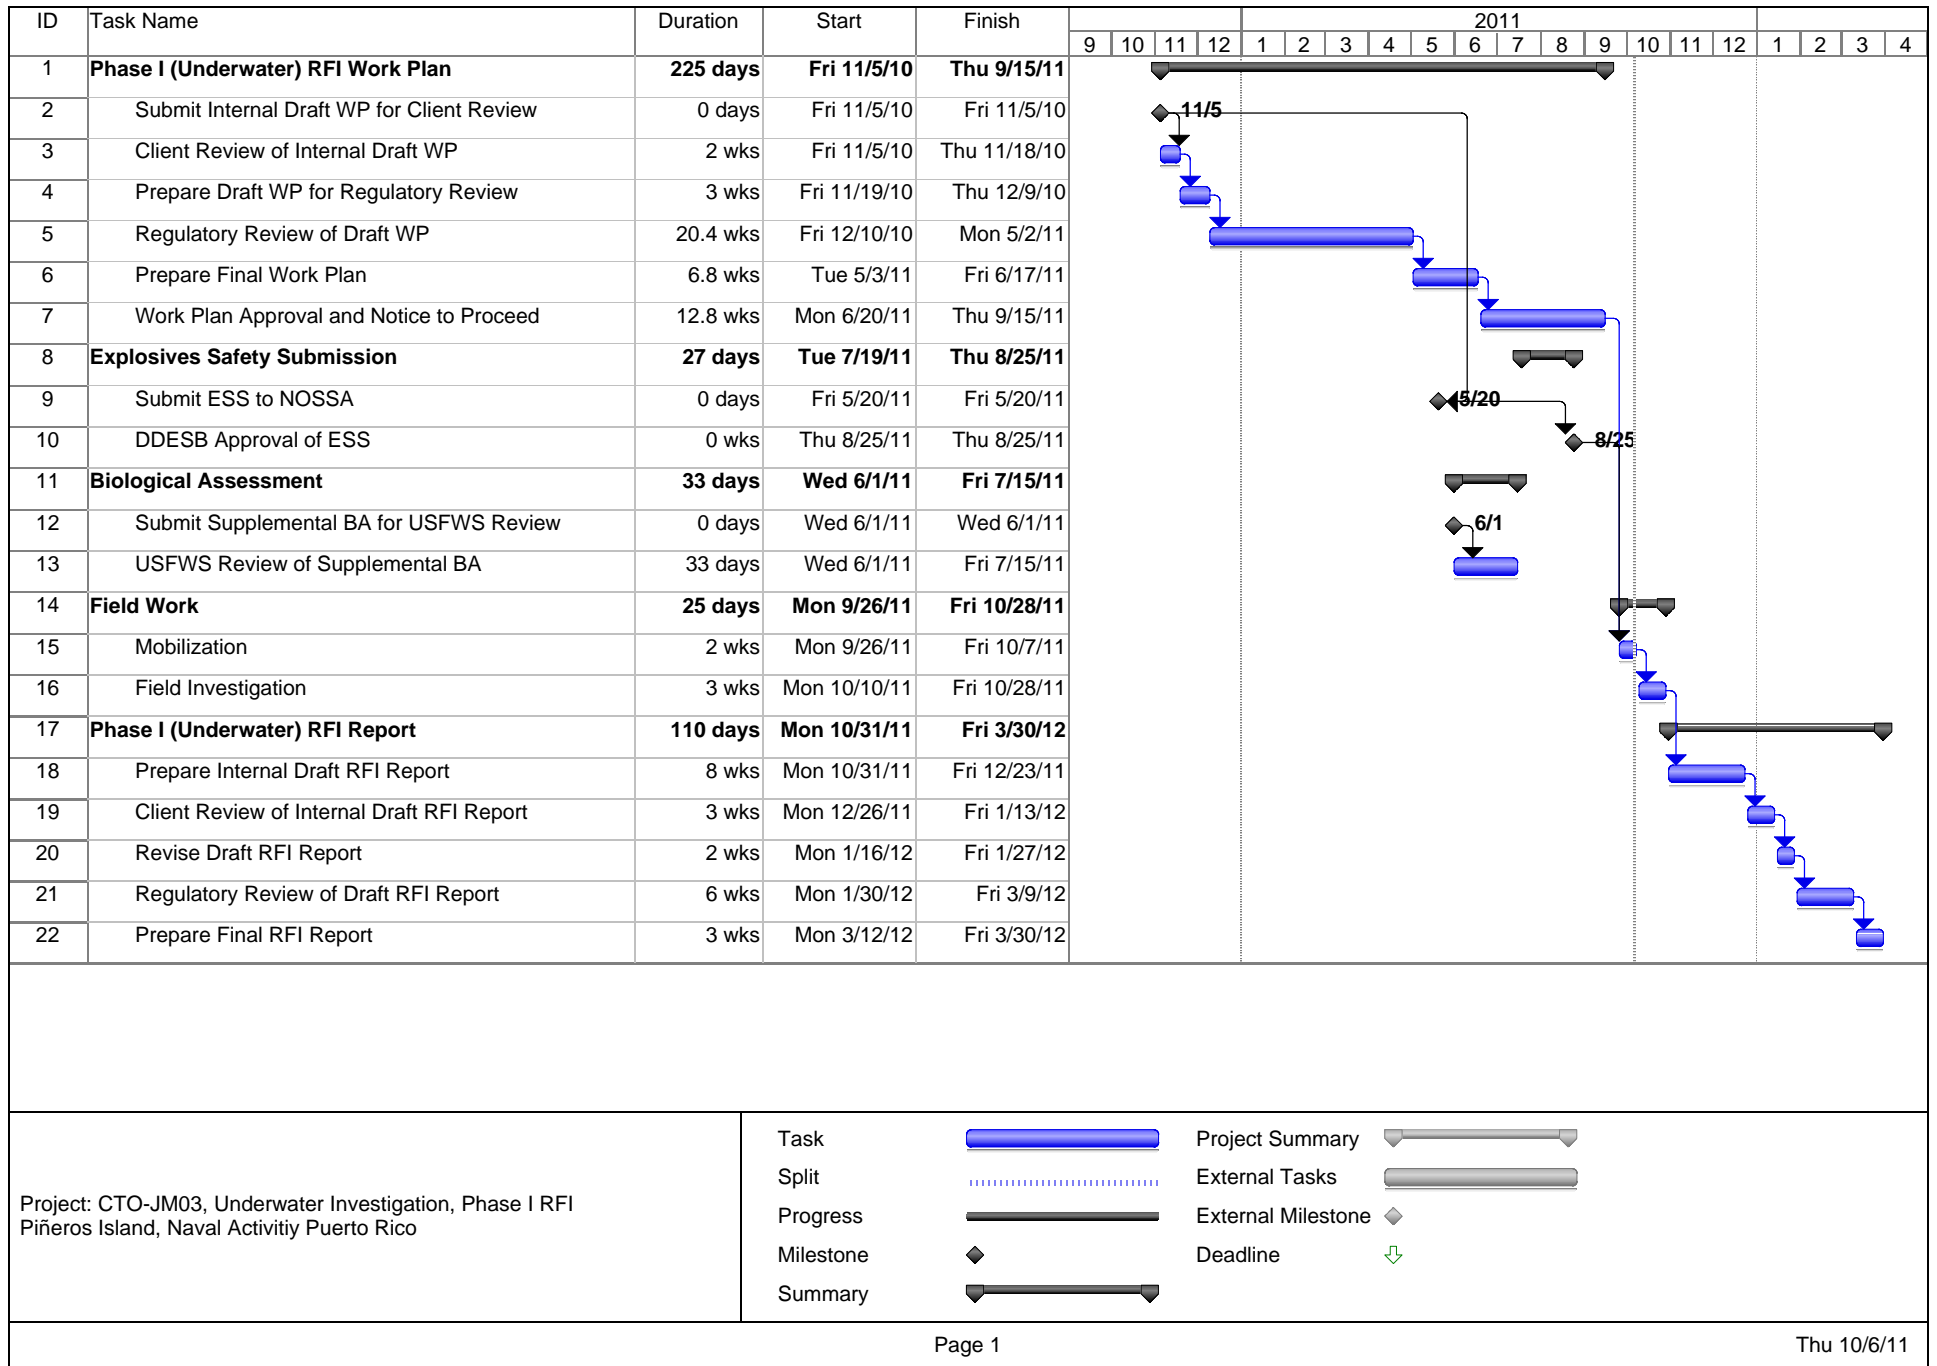 ID Task Name Duration Start Finish 2011
9 10 11 12 1 2 3 4 5 6 7 8 9 10 11 12 1 2 3 4
1 Phase I (Underwater) RFI Work Plan 225 days Fri 11/5/10 Thu 9/15/11
2 Submit Internal Draft WP for Client Review 0 days Fri 11/5/10 Fri 11/5/10 11/5
3 Client Review of Internal Draft WP 2 wks Fri 11/5/10 Thu 11/18/10
4 Prepare Draft WP for Regulatory Review 3 wks Fri 11/19/10 Thu 12/9/10
5 Regulatory Review of Draft WP 20.4 wks Fri 12/10/10 Mon 5/2/11
6 Prepare Final Work Plan 6.8 wks Tue 5/3/11 Fri 6/17/11
7 Work Plan Approval and Notice to Proceed 12.8 wks Mon 6/20/11 Thu 9/15/11
8 Explosives Safety Submission 27 days Tue 7/19/11 Thu 8/25/11
9 Submit ESS to NOSSA 0 days Fri 5/20/11 Fri 5/20/11 5/20
10 DDESB Approval of ESS 0 wks Thu 8/25/11 Thu 8/25/11 8/25
11 Biological Assessment 33 days Wed 6/1/11 Fri 7/15/11
12 Submit Supplemental BA for USFWS Review 0 days Wed 6/1/11 Wed 6/1/11 6/1
13 USFWS Review of Supplemental BA 33 days Wed 6/1/11 Fri 7/15/11
14 Field Work 25 days Mon 9/26/11 Fri 10/28/11
15 Mobilization 2 wks Mon 9/26/11 Fri 10/7/11
16 Field Investigation 3 wks Mon 10/10/11 Fri 10/28/11
17 Phase I (Underwater) RFI Report 110 days Mon 10/31/11 Fri 3/30/12
18 Prepare Internal Draft RFI Report 8 wks Mon 10/31/11 Fri 12/23/11
19 Client Review of Internal Draft RFI Report 3 wks Mon 12/26/11 Fri 1/13/12
20 Revise Draft RFI Report 2 wks Mon 1/16/12 Fri 1/27/12
21 Regulatory Review of Draft RFI Report 6 wks Mon 1/30/12 Fri 3/9/12
22 Prepare Final RFI Report 3 wks Mon 3/12/12 Fri 3/30/12
Project: CTO-JM03, Underwater Investigation, Phase I RFI
Piñeros Island, Naval Activitiy Puerto Rico
Task
Split
Progress
Milestone
Summary
Project Summary
External Tasks
External Milestone
Deadline
Page 1
Thu 10/6/11